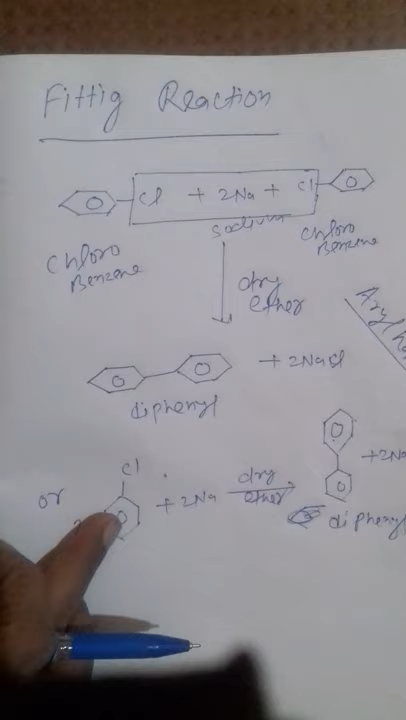 Fittig Reaction
Cl + 2Na + Cl
Sodium
Chloro
Benzene
Chloro
Benzene
dry
ether
+ 2NaCl
diphenyl
Cl
or
+ 2Na
dry
ether
+2Na
diphenyl